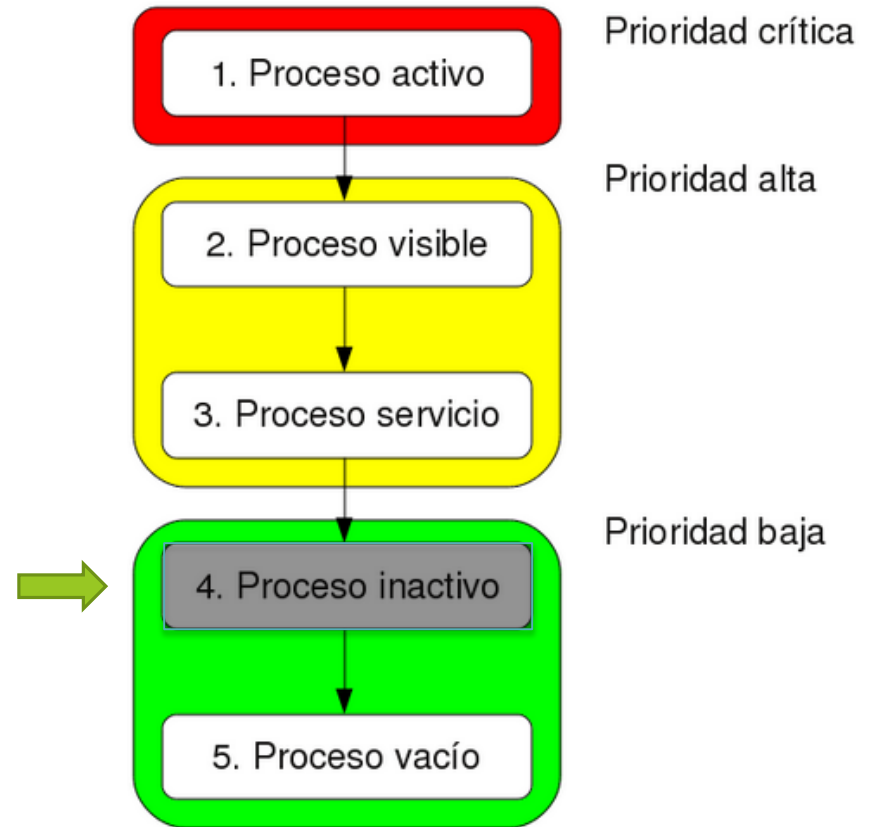 Prioridad crítica
1. Proceso activo
Prioridad alta
2. Proceso visible
3. Proceso servicio
Prioridad baja
4. Proceso inactivo
5. Proceso vacío